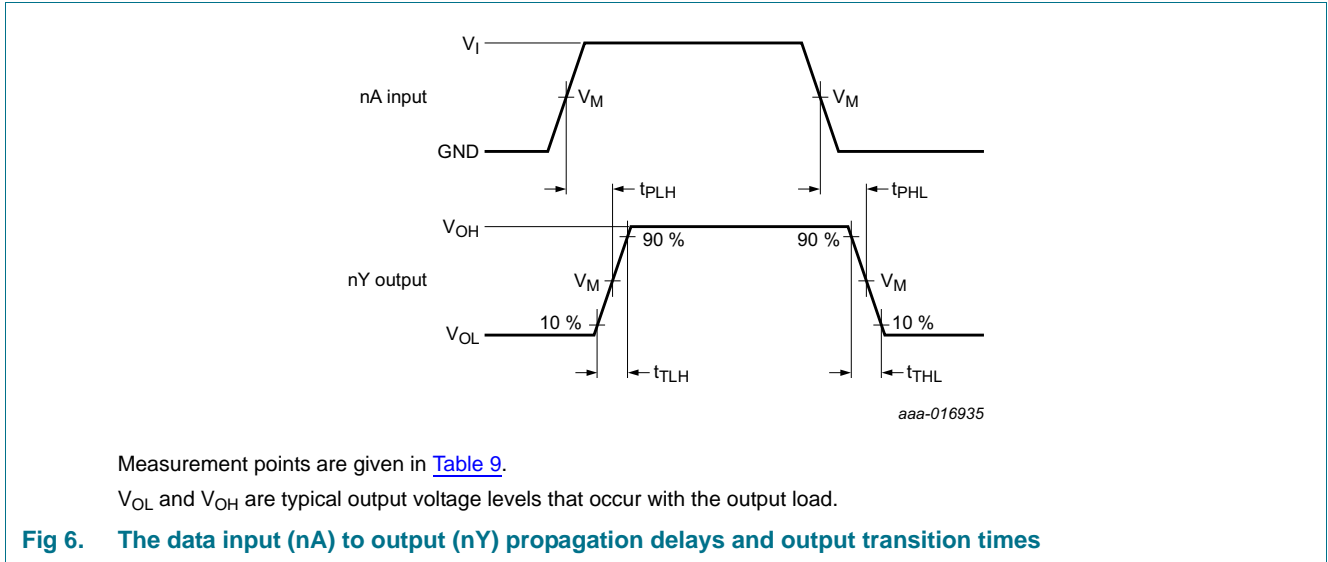 V_I
nA input
V_M
V_M
GND
t_PLH
t_PHL
V_OH
90 %
90 %
nY output
V_M
V_M
10 %
10 %
V_OL
t_TLH
t_THL
aaa-016935
Measurement points are given in Table 9.
V_OL and V_OH are typical output voltage levels that occur with the output load.
Fig 6. The data input (nA) to output (nY) propagation delays and output transition times